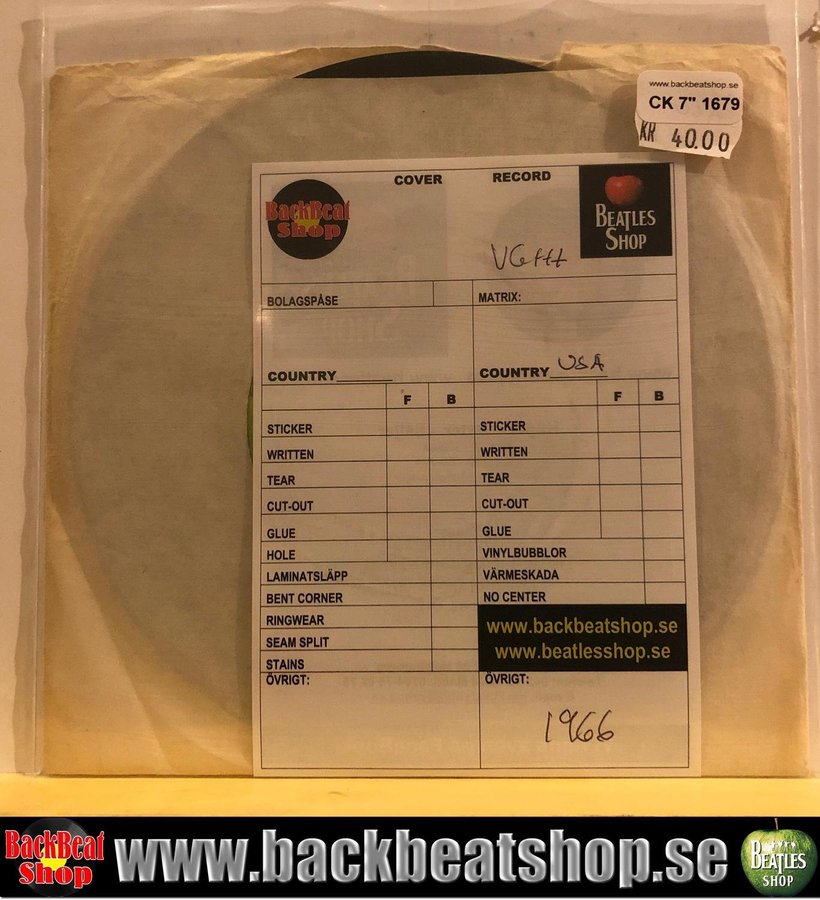 www.backbeatshop.se
CK 7" 1679
KR 40.00
COVER RECORD
BackBeat
Shop
BEATLES
SHOP
VG+++
BOLAGSPÅSE MATRIX:
COUNTRY______ COUNTRY USA
F B F B
STICKER STICKER
WRITTEN WRITTEN
TEAR TEAR
CUT-OUT CUT-OUT
GLUE GLUE
HOLE VINYLBUBBLOR
LAMINATSLÄPP VÄRMESKADA
BENT CORNER NO CENTER
RINGWEAR
SEAM SPLIT
STAINS
www.backbeatshop.se
www.beatlesshop.se
ÖVRIGT: ÖVRIGT:
1966
BackBeat
Shop
www.backbeatshop.se
BEATLES
SHOP